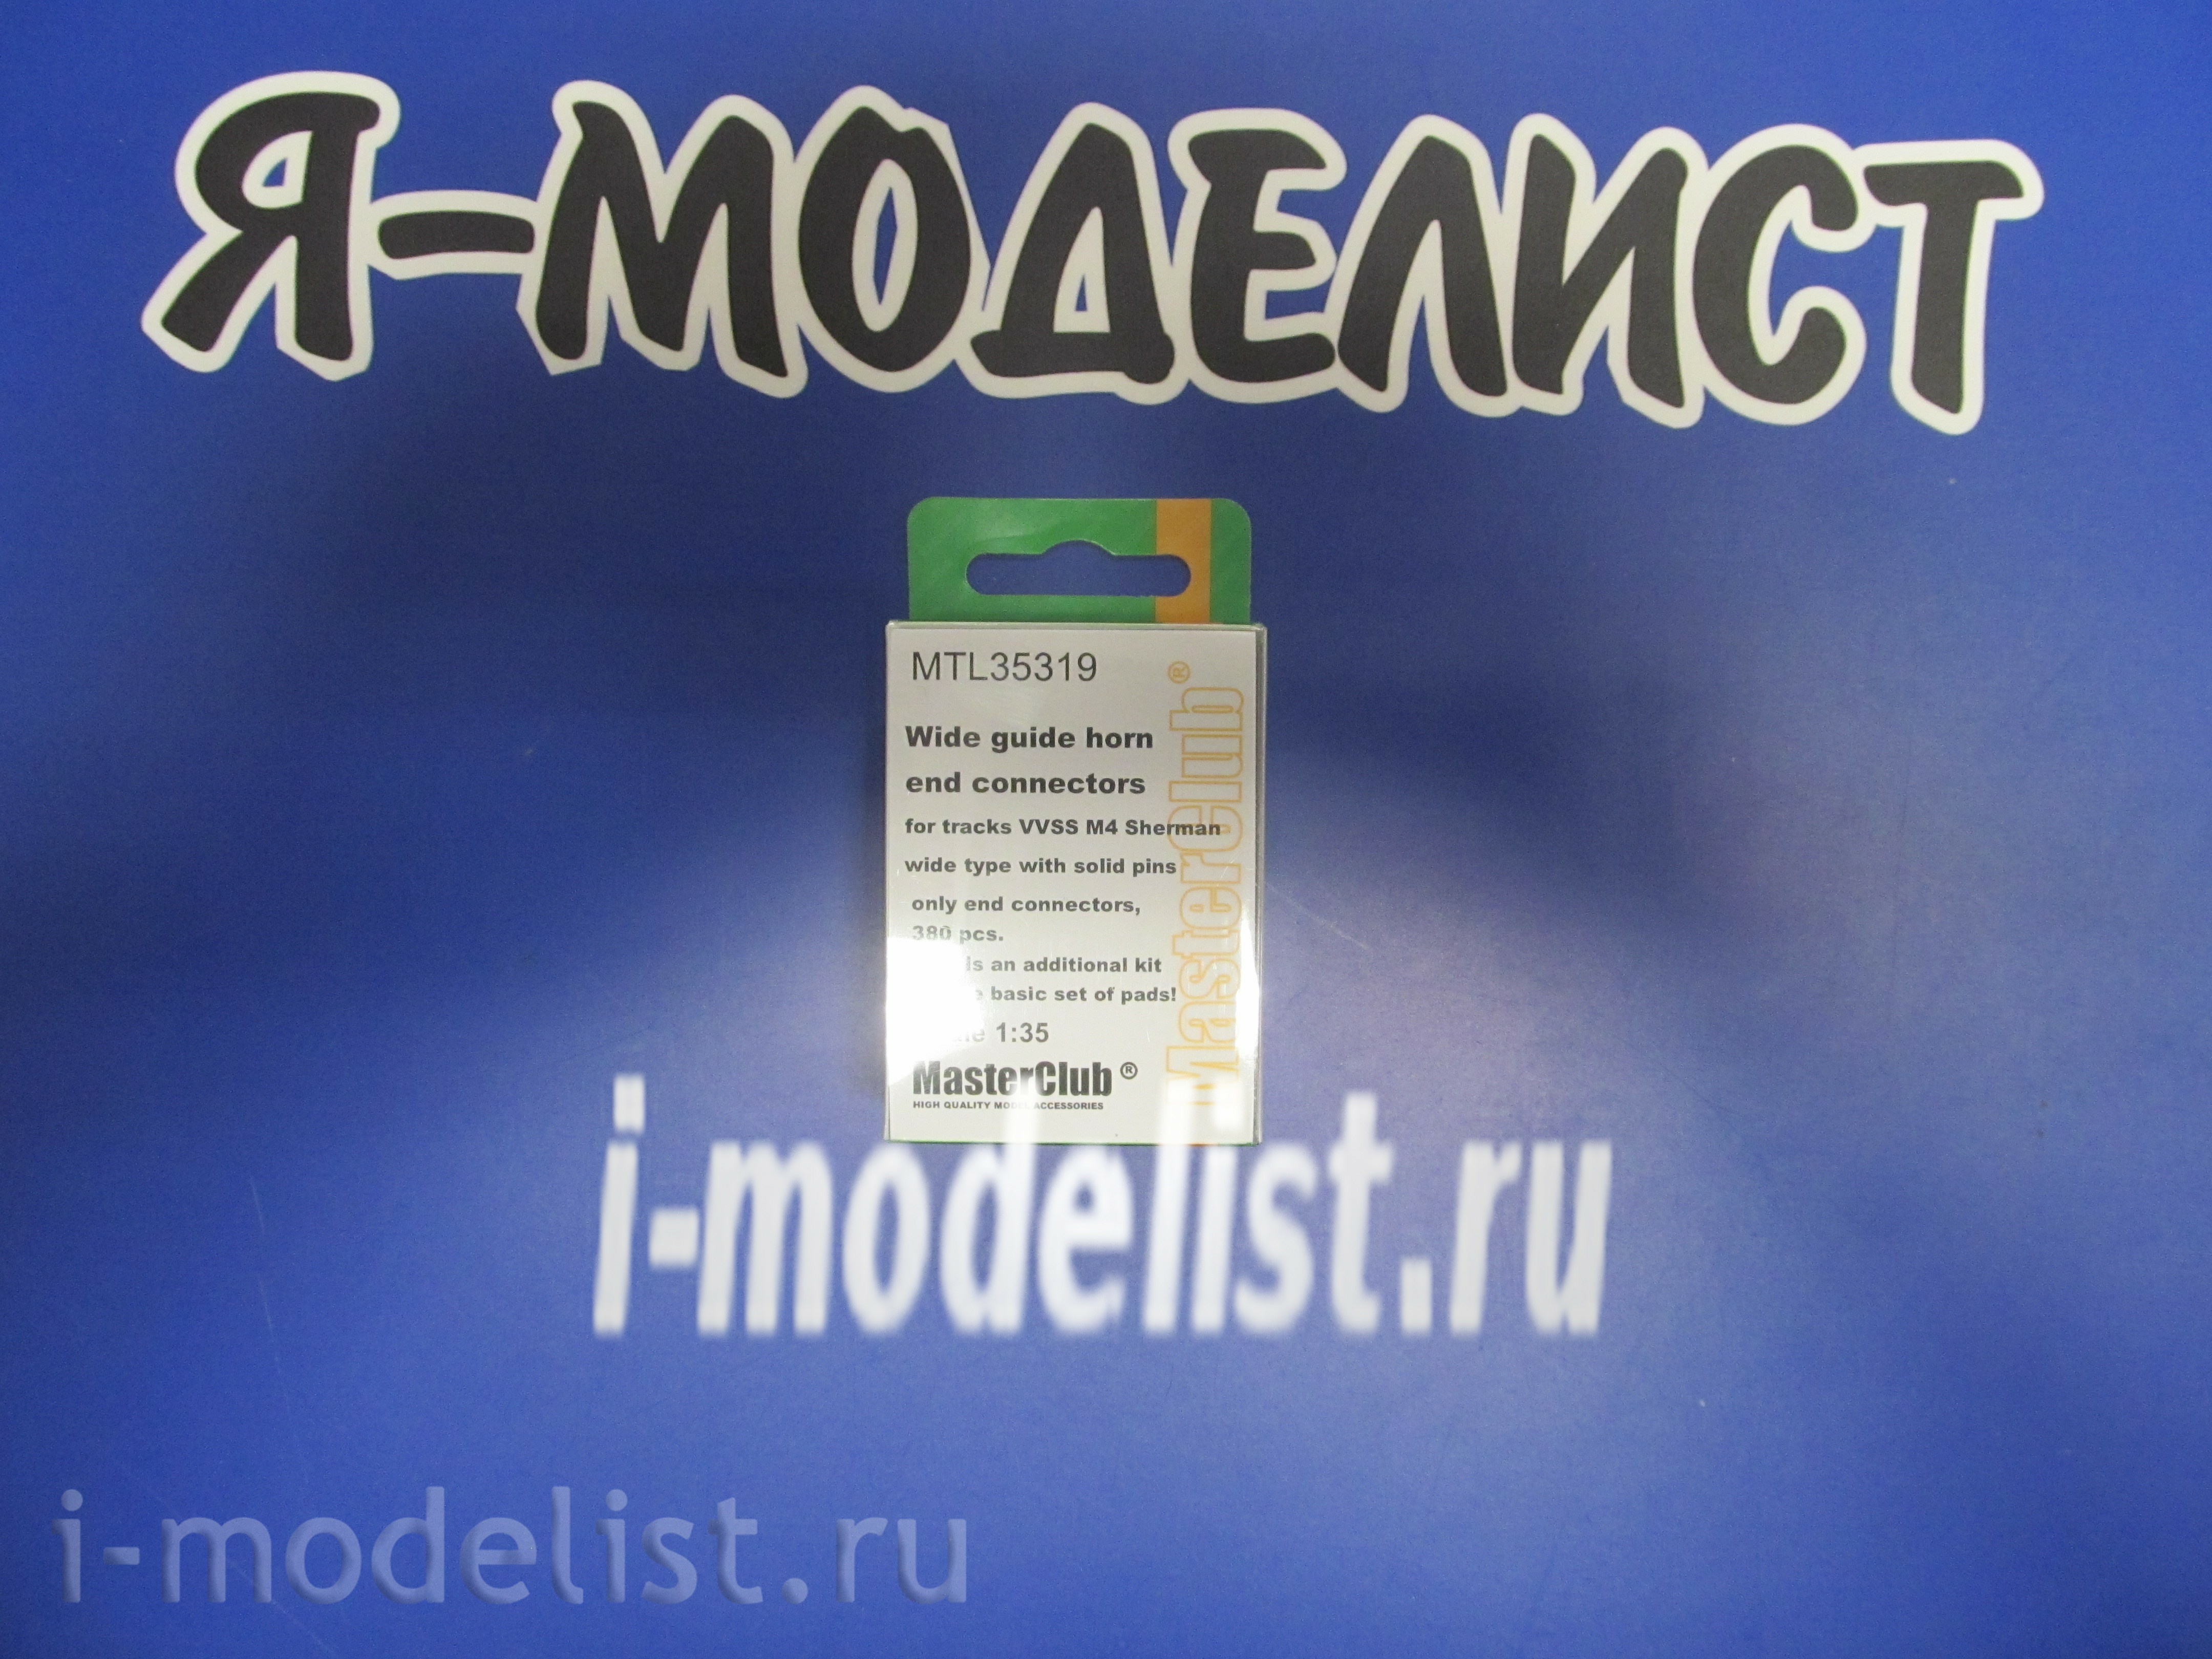 Я-МОДЕЛИСТ
MTL35319
Wide guide horn
end connectors
for tracks VVSS M4 Sherman
wide type with solid pins
only end connectors,
380 pcs.
is an additional kit
basic set of pads!
1:35
MasterClub ®
HIGH QUALITY ACCESSORIES
MasterClub ®
i-modelist.ru
i-modelist.ru